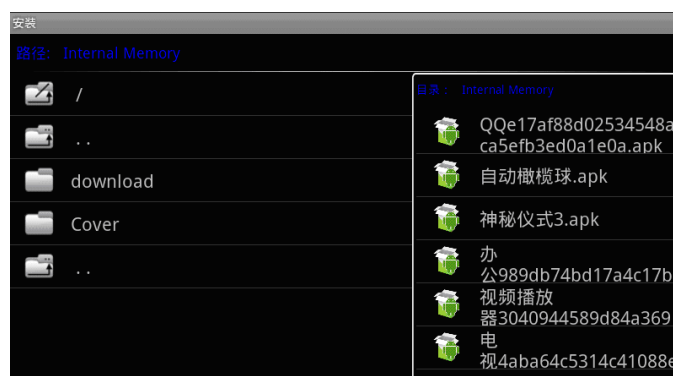 安装
路径： Internal Memory
/
. .
download
Cover
. .
目录： Internal Memory
QQe17af88d02534548a
ca5efb3ed0a1e0a.apk
自动橄榄球.apk
神秘仪式3.apk
办
公989db74bd17a4c17b
视频播放
器3040944589d84a369
电
视4aba64c5314c41088e